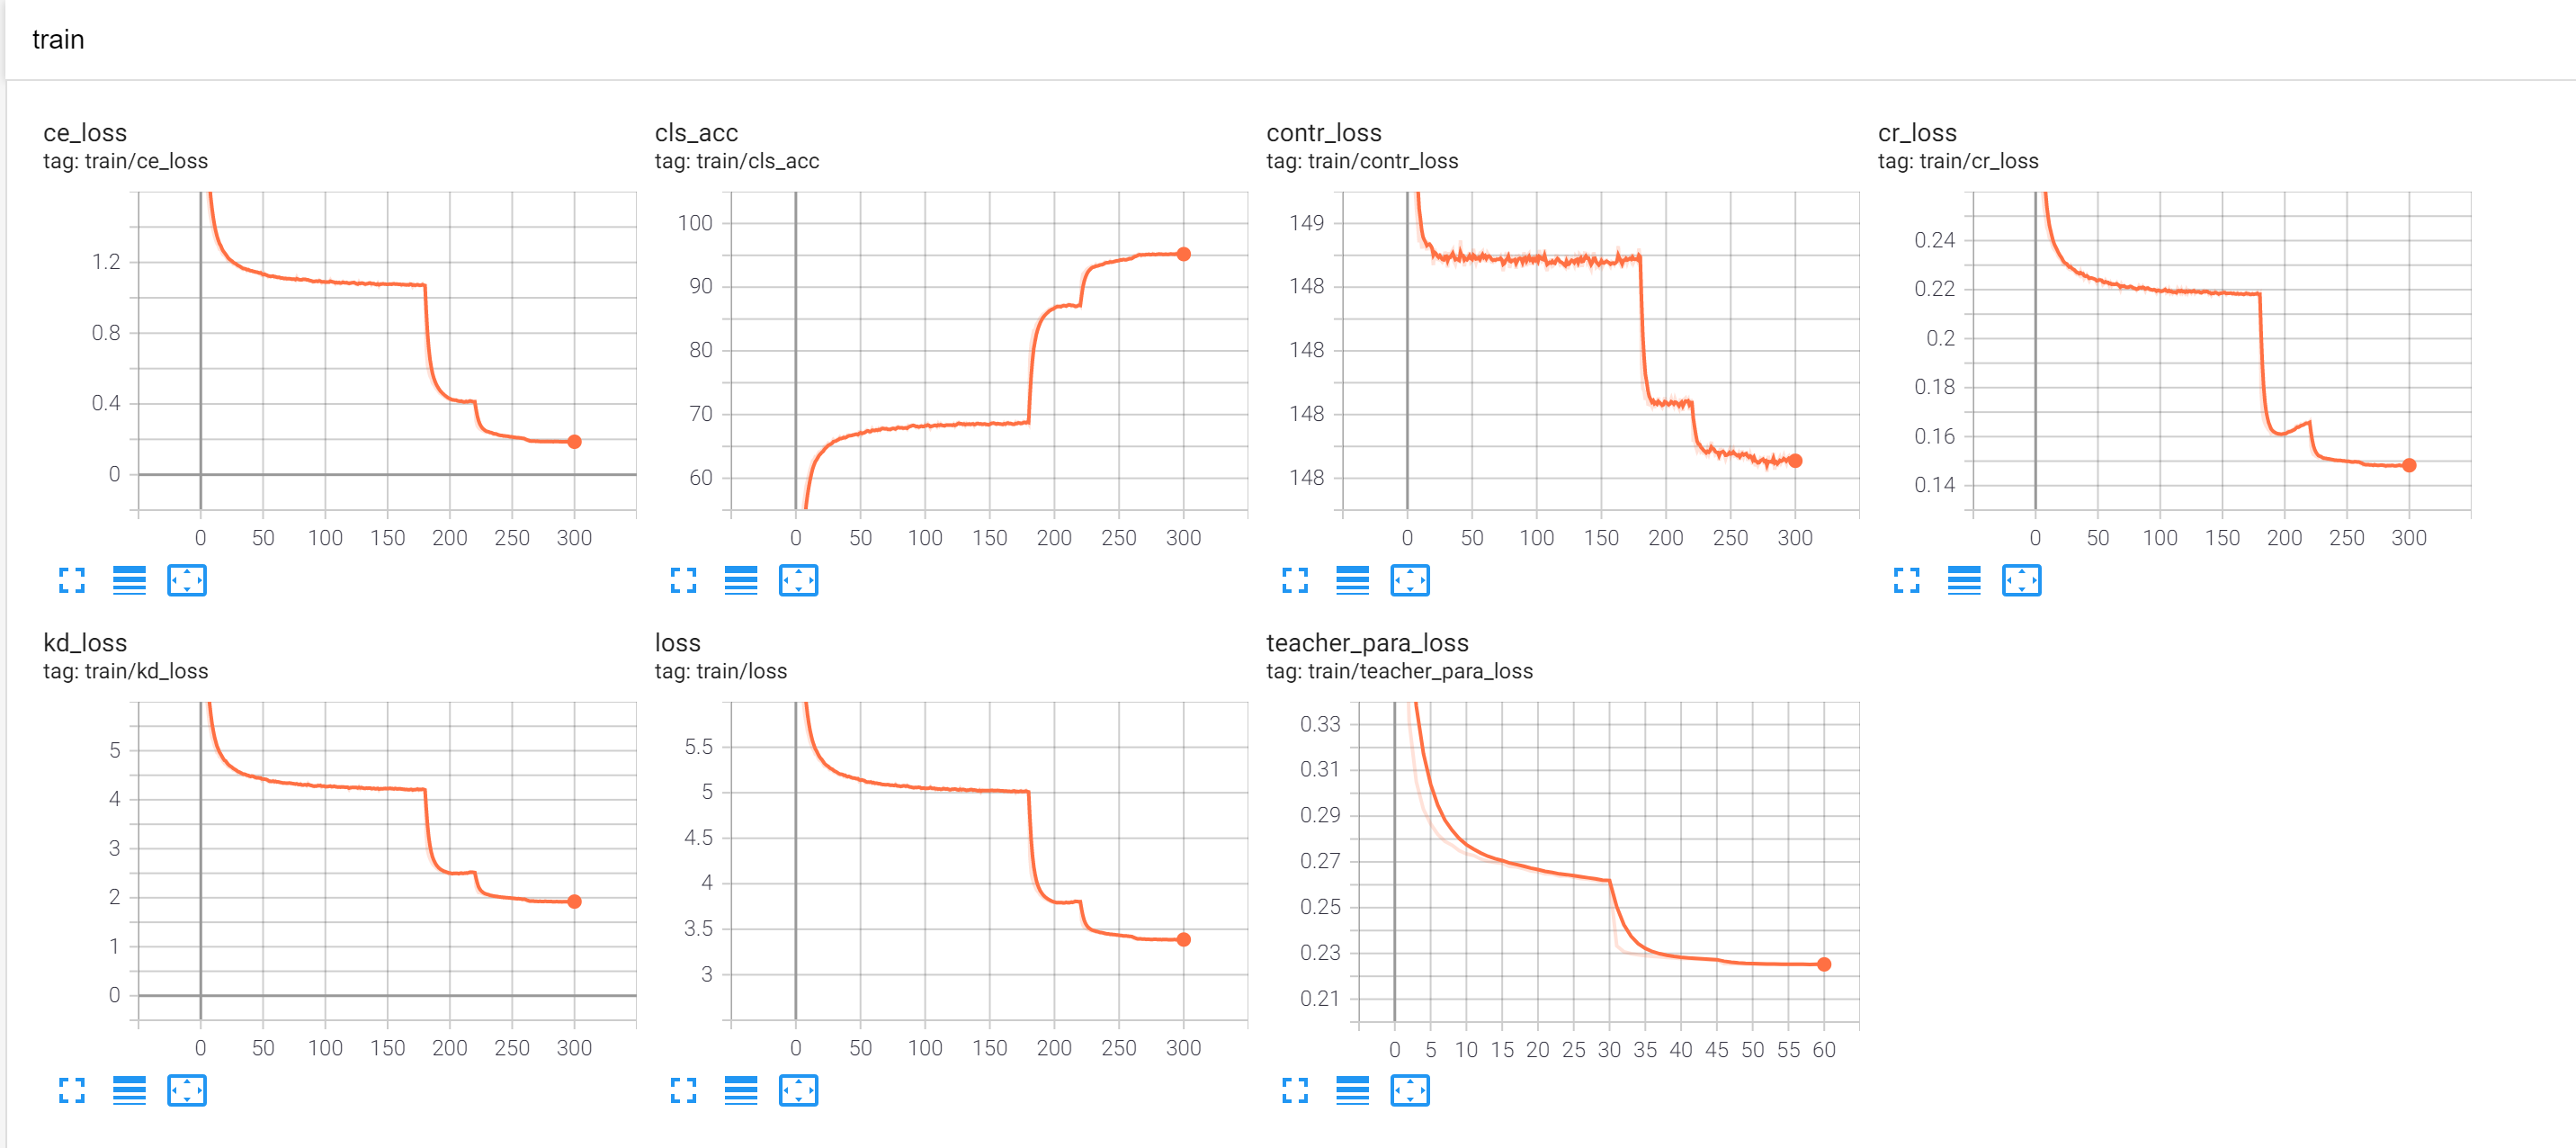 train
ce_loss
tag: train/ce_loss
1.2
0.8
0.4
0
0 50 100 150 200 250 300
cls_acc
tag: train/cls_acc
100
90
80
70
60
0 50 100 150 200 250 300
contr_loss
tag: train/contr_loss
149
148
148
148
148
0 50 100 150 200 250 300
cr_loss
tag: train/cr_loss
0.24
0.22
0.2
0.18
0.16
0.14
0 50 100 150 200 250 300
kd_loss
tag: train/kd_loss
5
4
3
2
1
0
0 50 100 150 200 250 300
loss
tag: train/loss
5.5
5
4.5
4
3.5
3
0 50 100 150 200 250 300
teacher_para_loss
tag: train/teacher_para_loss
0.33
0.31
0.29
0.27
0.25
0.23
0.21
0 5 10 15 20 25 30 35 40 45 50 55 60